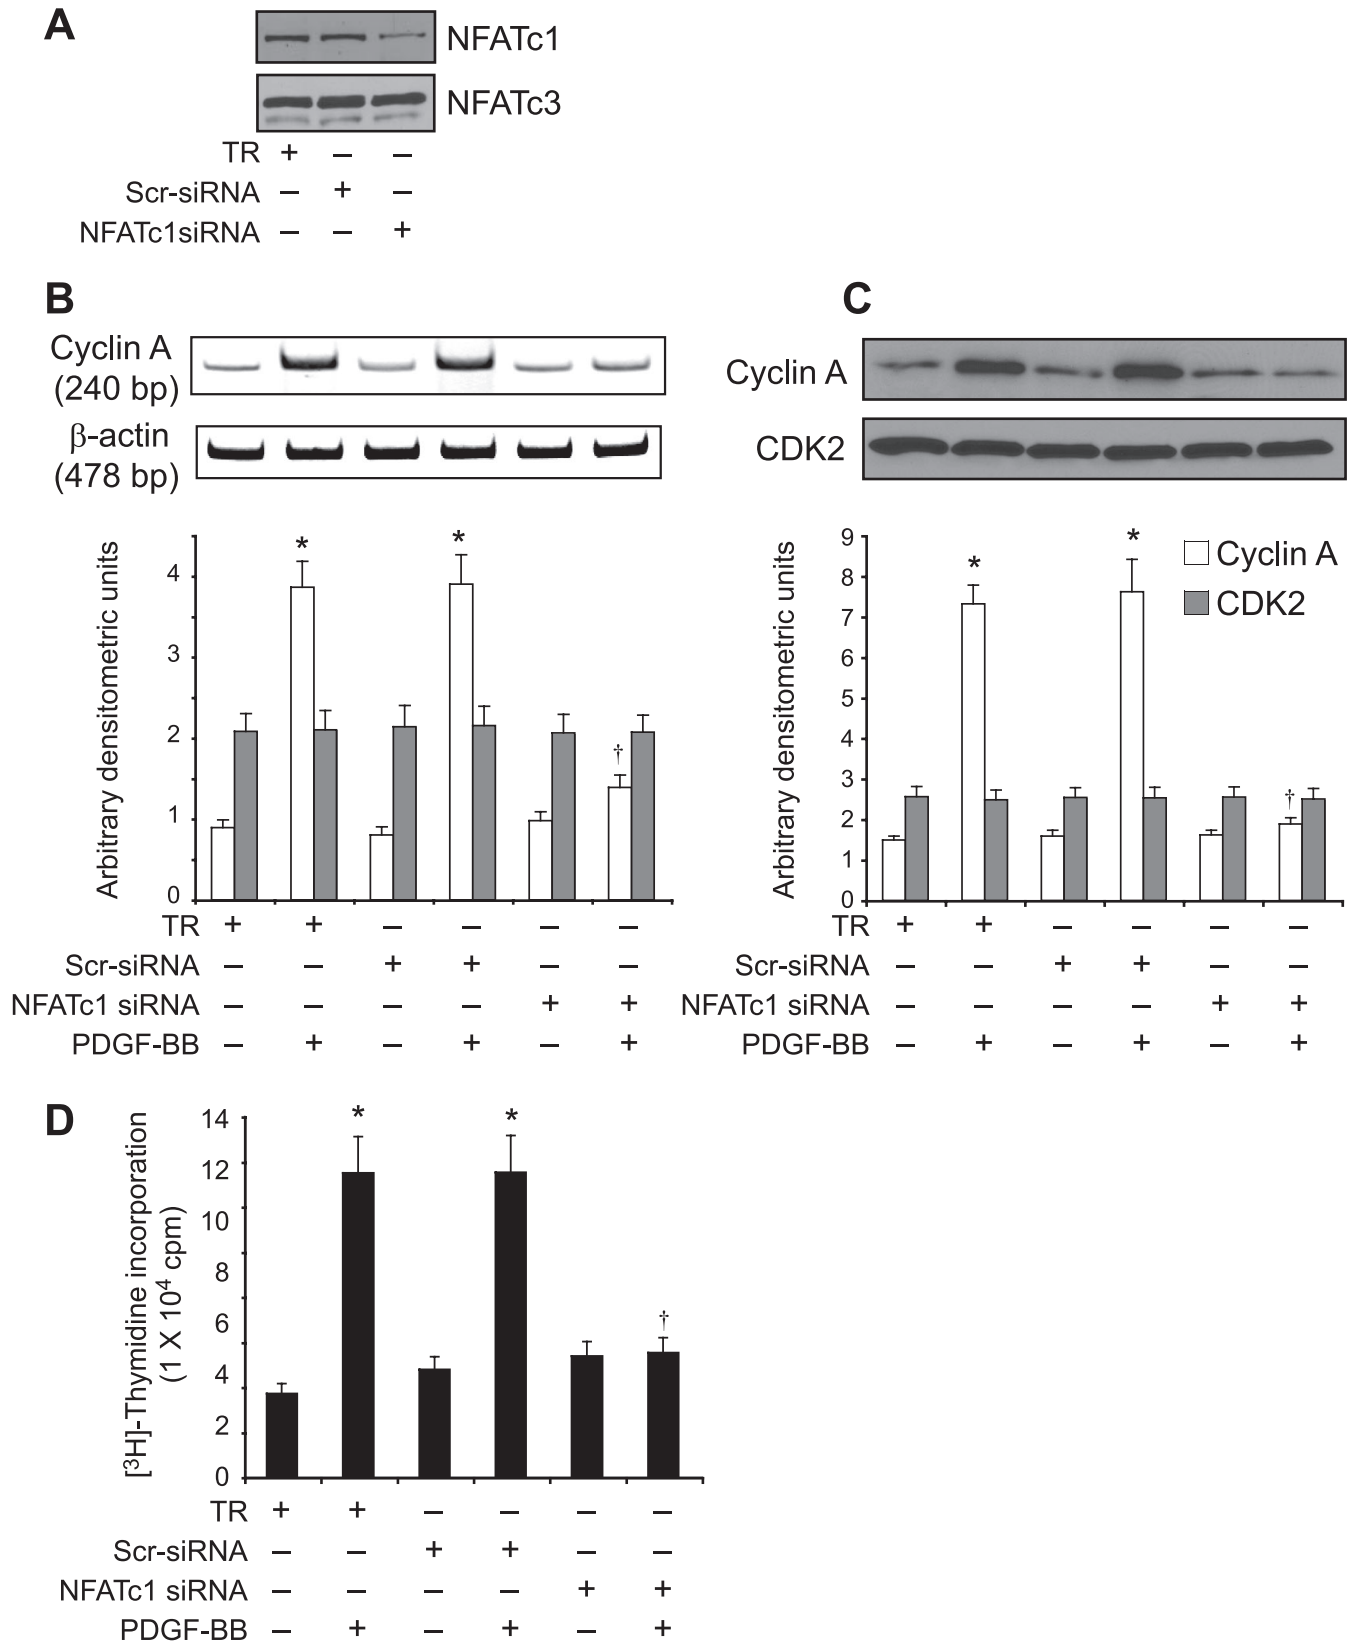 A
NFATc1
NFATc3
TR + – –
Scr-siRNA – + –
NFATc1siRNA – – +
B
Cyclin A
(240 bp)
β-actin
(478 bp)
Arbitrary densitometric units
4
3
2
1
0
* * †
TR + + – – – –
Scr-siRNA – – + + – –
NFATc1 siRNA – – – – + +
PDGF-BB – + – + – +
C
Cyclin A
CDK2
Arbitrary densitometric units
9
8
7
6
5
4
3
2
1
0
* * †
Cyclin A
CDK2
TR + + – – – –
Scr-siRNA – – + + – –
NFATc1 siRNA – – – – + +
PDGF-BB – + – + – +
D
[³H]-Thymidine incorporation
(1 X 10⁴ cpm)
14
12
10
8
6
4
2
0
* * †
TR + + – – – –
Scr-siRNA – – + + – –
NFATc1 siRNA – – – – + +
PDGF-BB – + – + – +